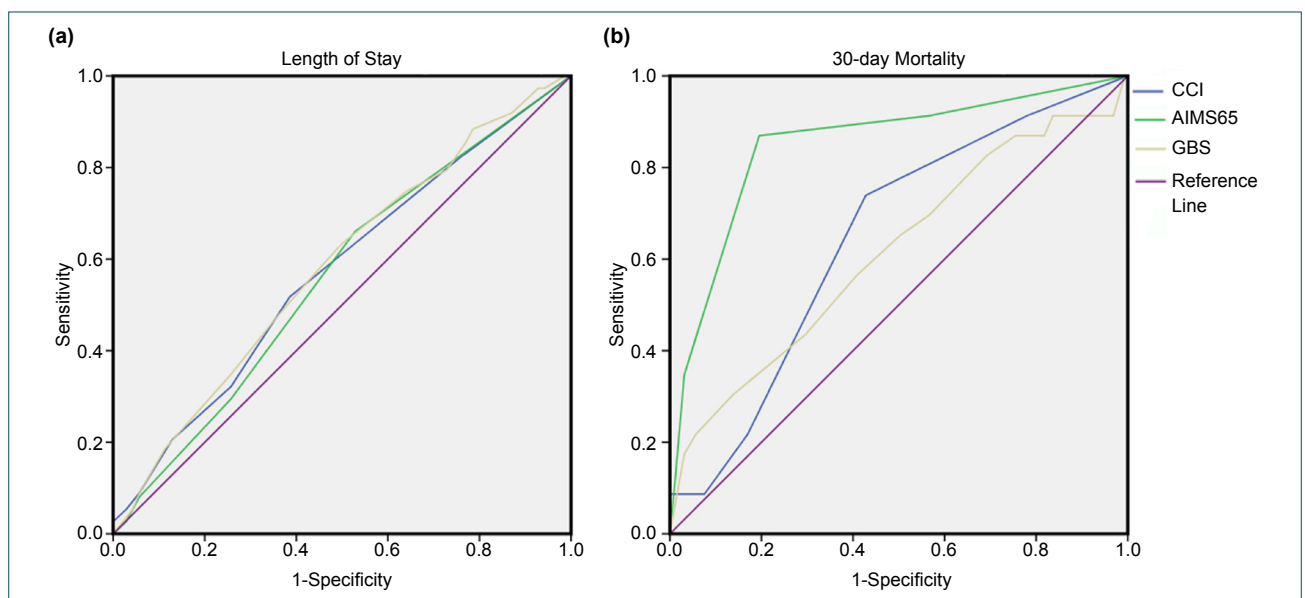 (a)
Length of Stay
1.0
0.8
0.6
0.4
0.2
0.0
Sensitivity
0.0 0.2 0.4 0.6 0.8 1.0
1-Specificity
(b)
30-day Mortality
1.0
0.8
0.6
0.4
0.2
0.0
Sensitivity
0.0 0.2 0.4 0.6 0.8 1.0
1-Specificity
CCI
AIMS65
GBS
Reference
Line